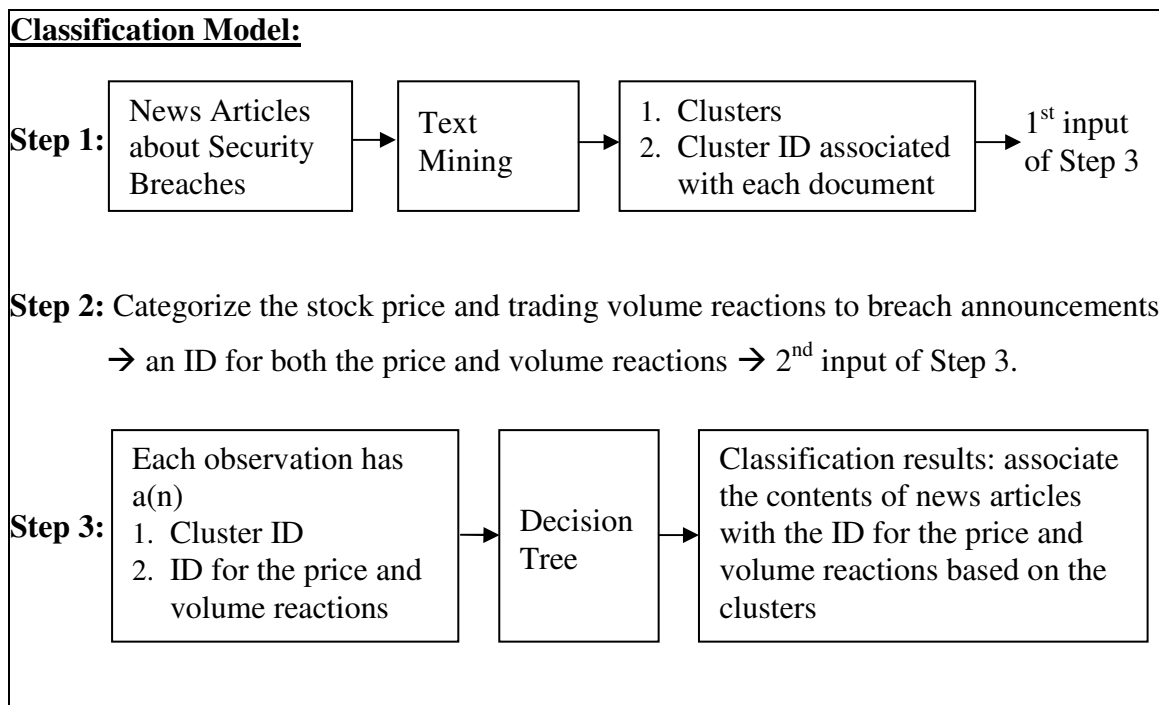 Classification Model:
Step 1:
News Articles
about Security
Breaches
Text
Mining
1. Clusters
2. Cluster ID associated
with each document
1st input
of Step 3
Step 2: Categorize the stock price and trading volume reactions to breach announcements
→ an ID for both the price and volume reactions → 2nd input of Step 3.
Step 3:
Each observation has
a(n)
1. Cluster ID
2. ID for the price and
volume reactions
Decision
Tree
Classification results: associate
the contents of news articles
with the ID for the price and
volume reactions based on the
clusters